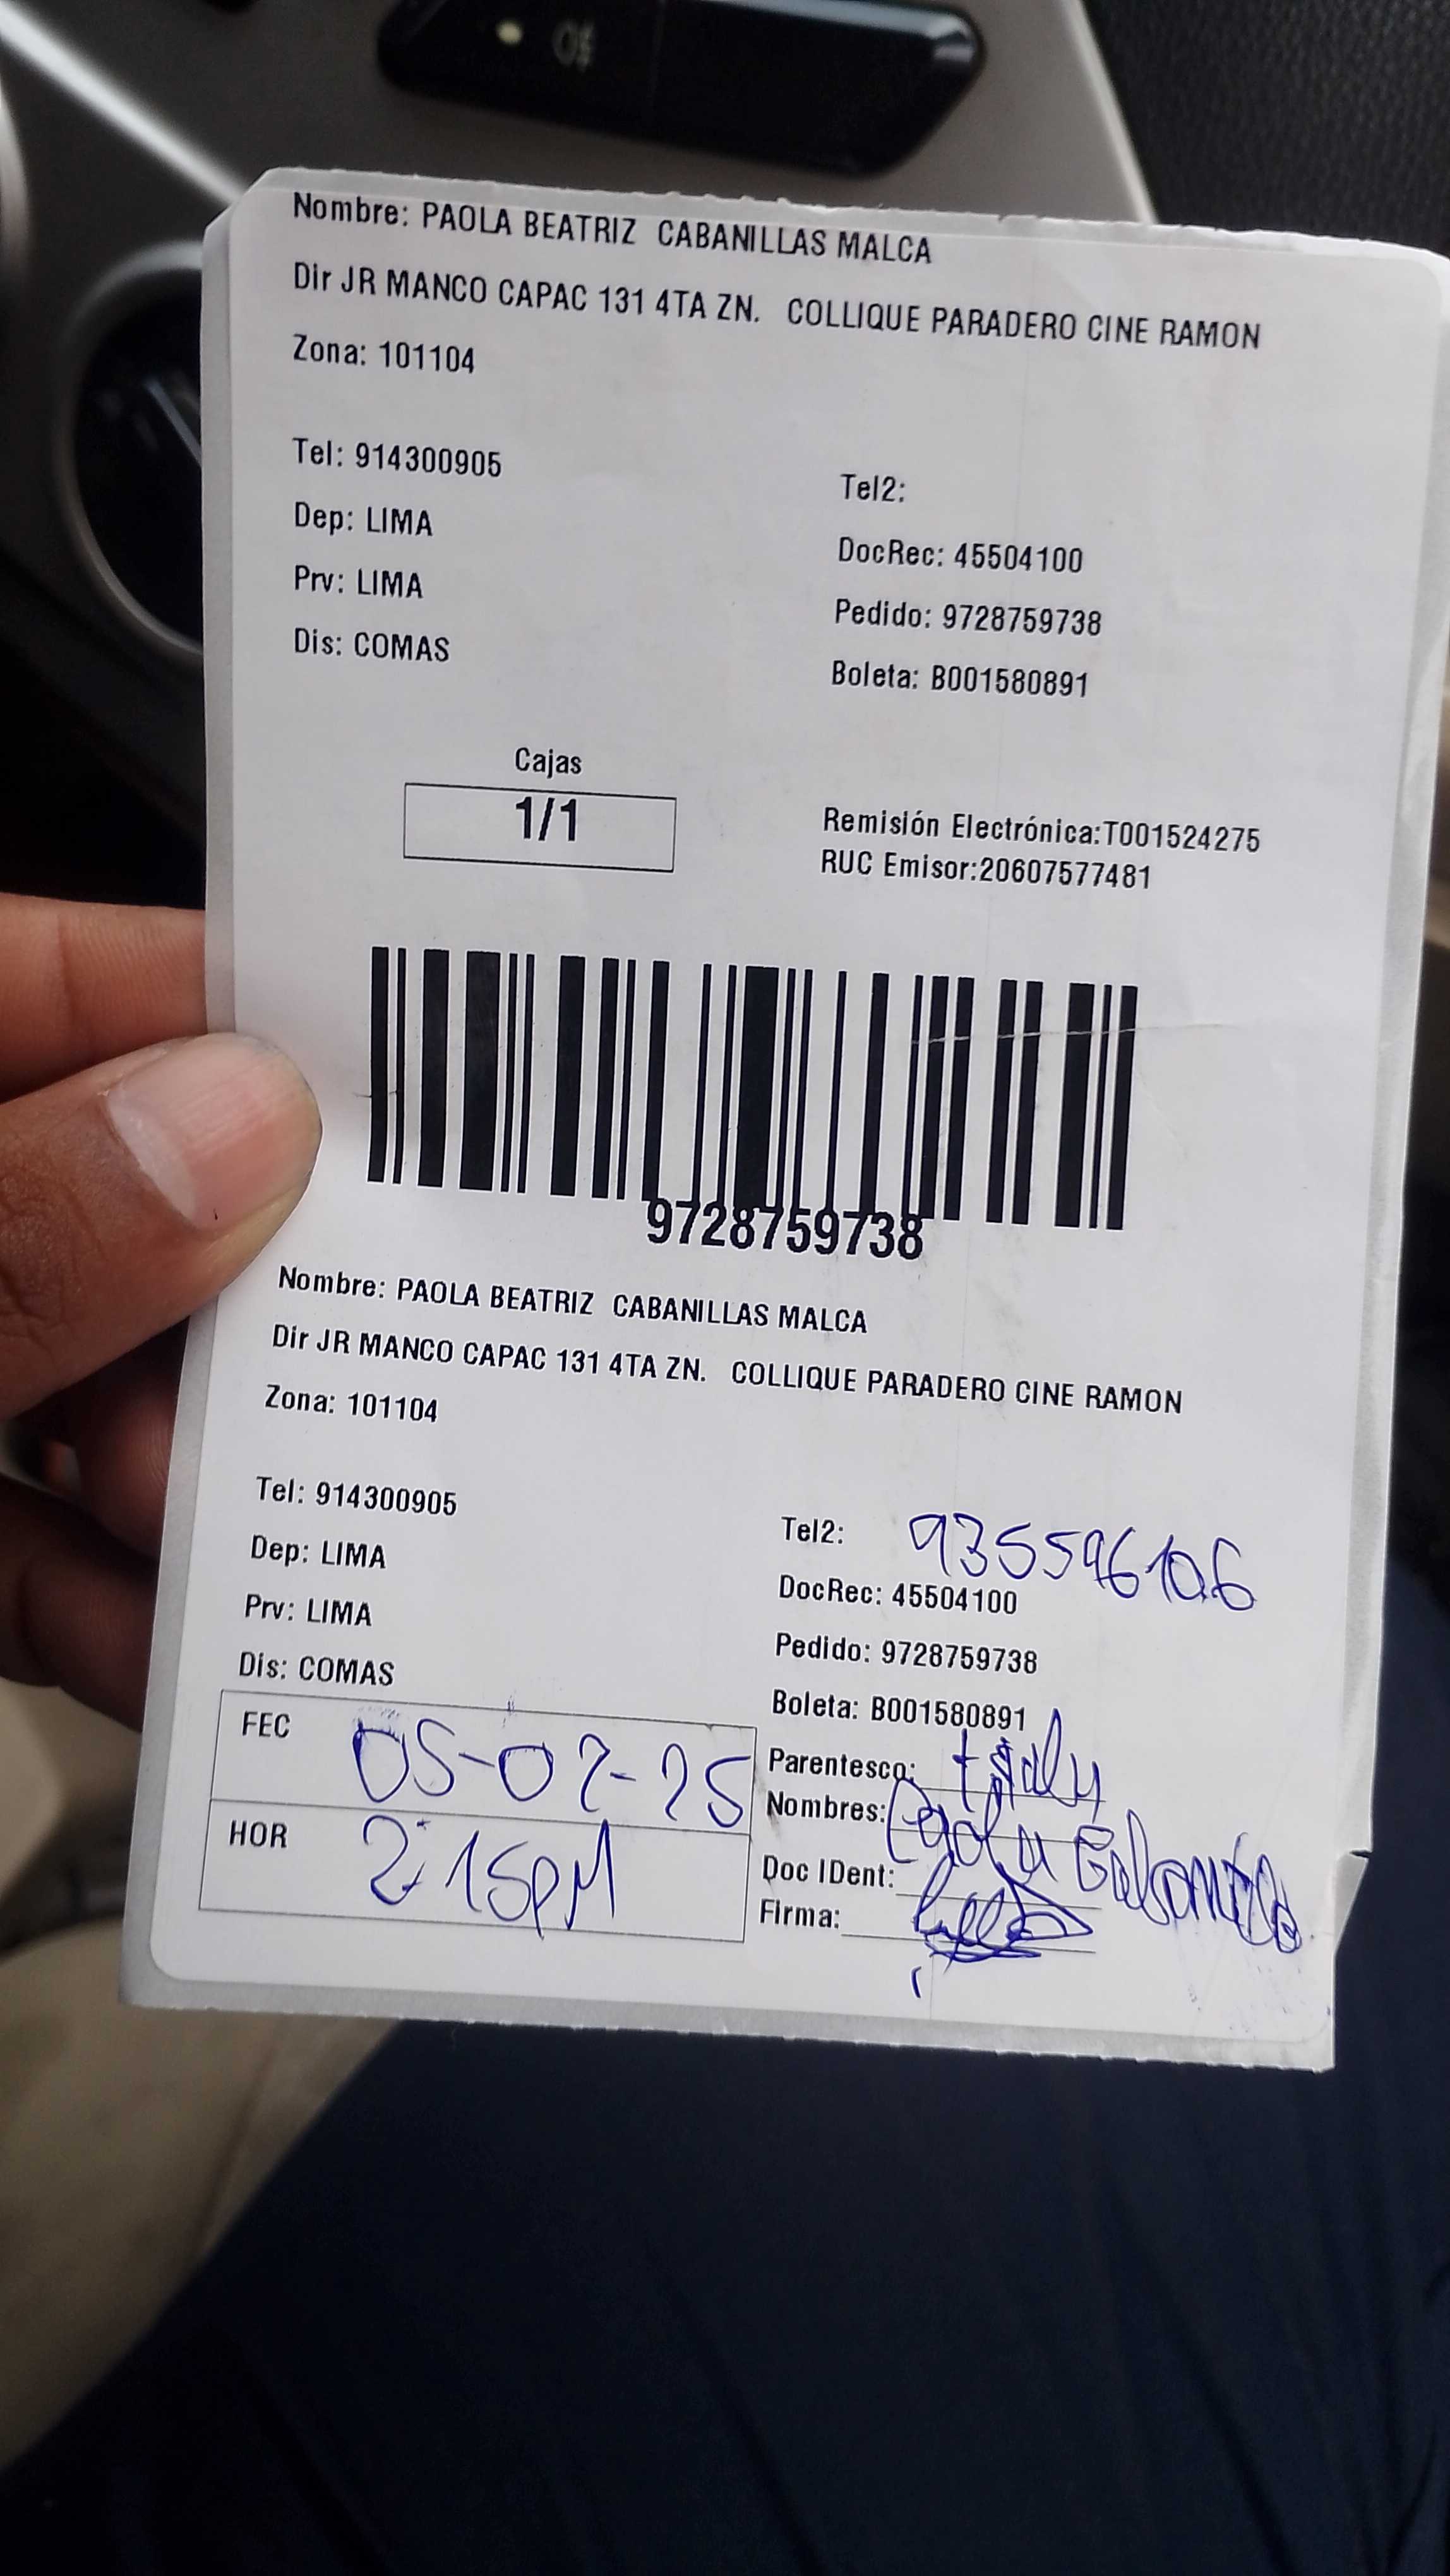 Nombre: PAOLA BEATRIZ CABANILLAS MALCA
Dir JR MANCO CAPAC 131 4TA ZN. COLLIQUE PARADERO CINE RAMON
Zona: 101104
Tel: 914300905
Tel2:
Dep: LIMA
DocRec: 45504100
Prv: LIMA
Pedido: 9728759738
Dis: COMAS
Boleta: B001580891
Cajas
1/1
Remisión Electrónica:T001524275
RUC Emisor:20607577481
9728759738
Nombre: PAOLA BEATRIZ CABANILLAS MALCA
Dir JR MANCO CAPAC 131 4TA ZN. COLLIQUE PARADERO CINE RAMON
Zona: 101104
Tel: 914300905
Tel2: 935596106
Dep: LIMA
DocRec: 45504100
Prv: LIMA
Pedido: 9728759738
Dis: COMAS
Boleta: B001580891
FEC 05-02-25
Parentesco:
Nombres: Paola
HOR 2:15PM
Doc IDent:
Firma: